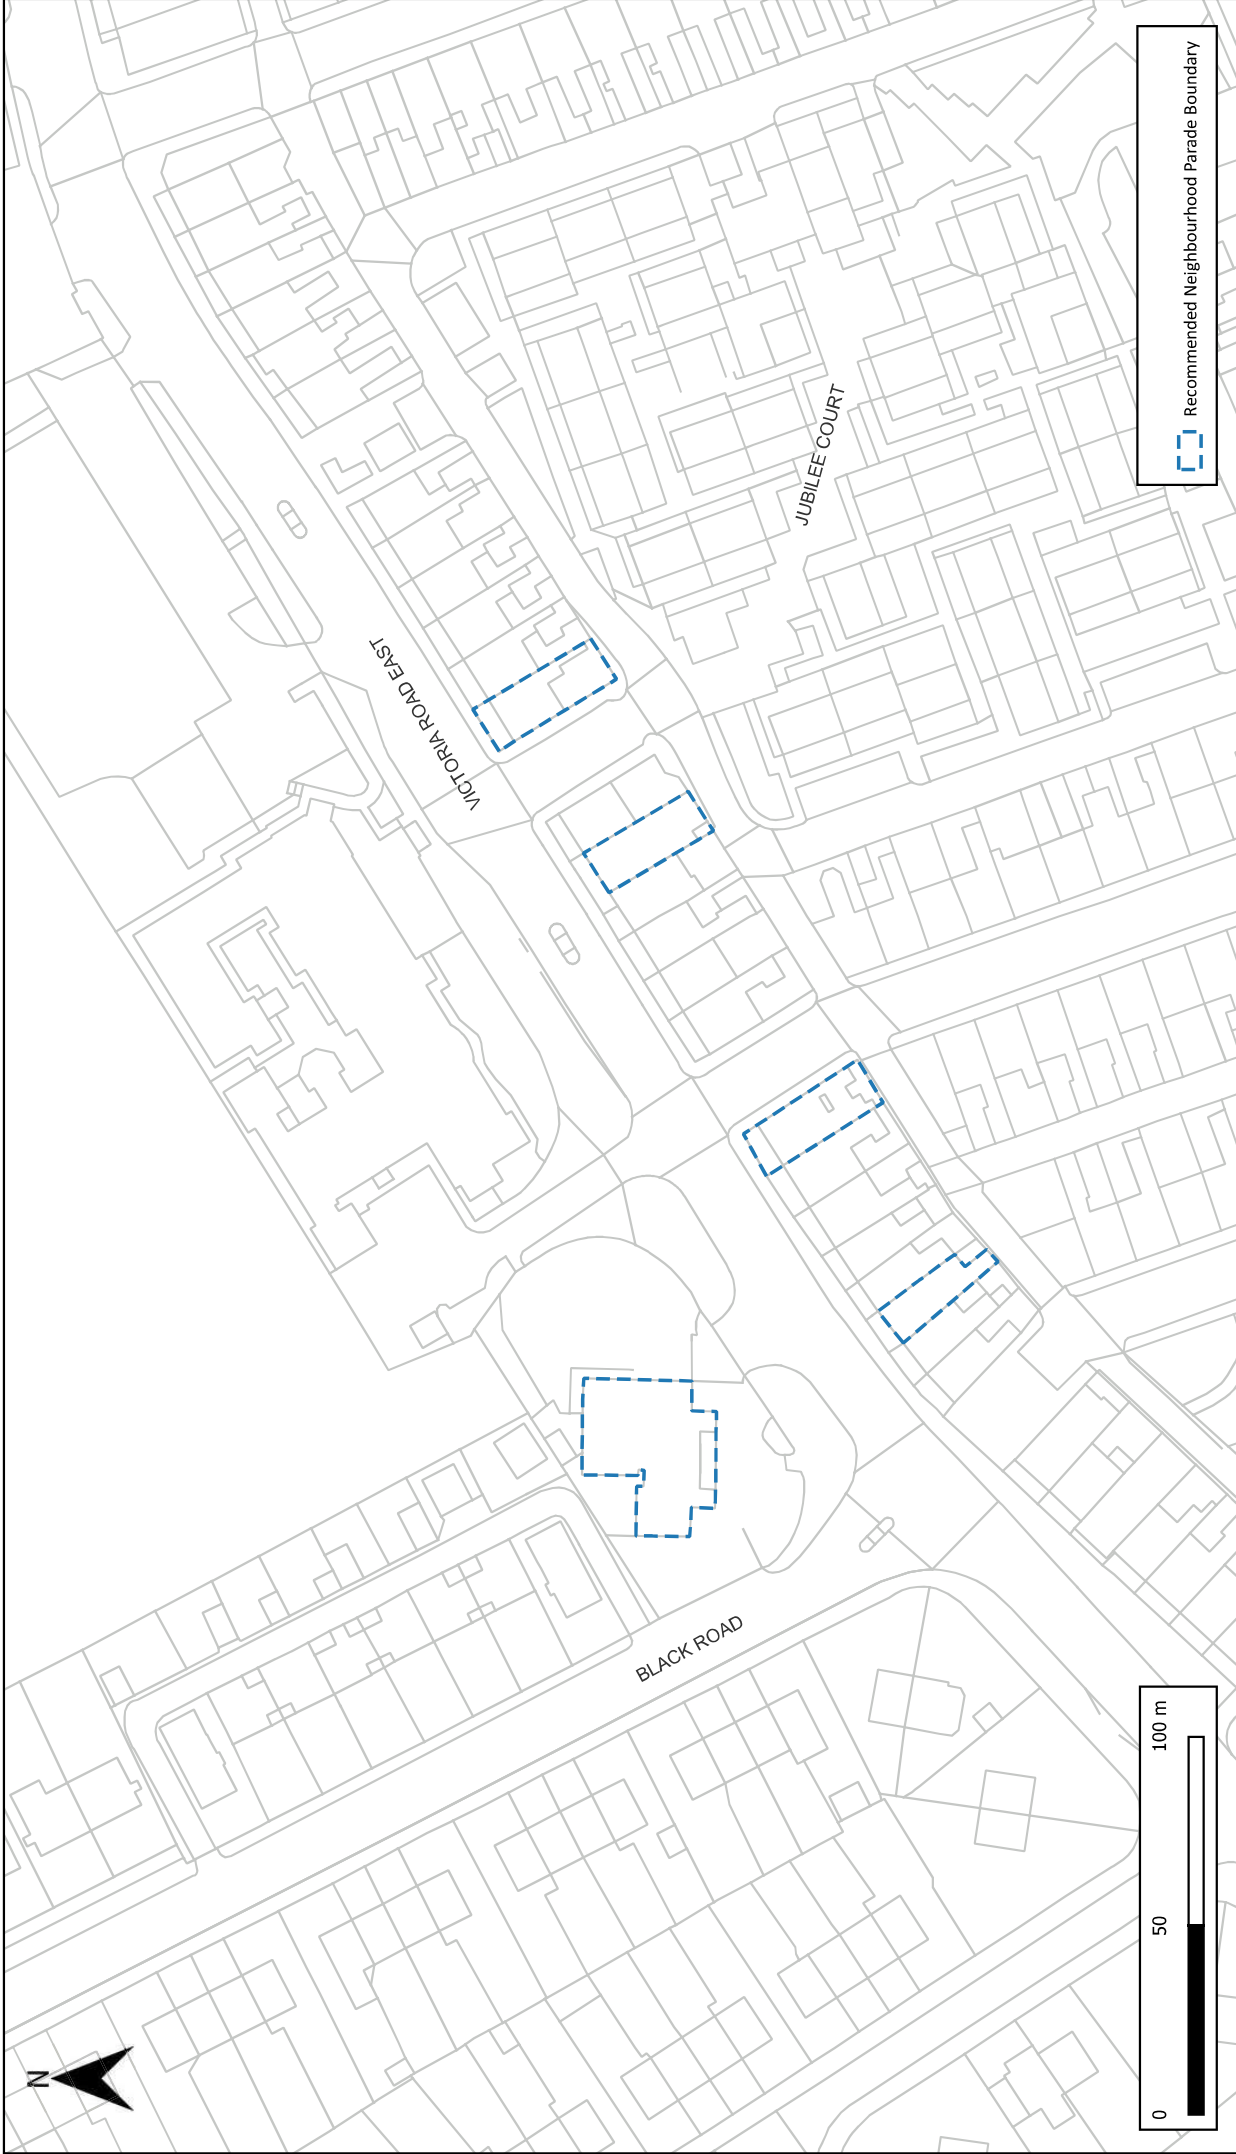 N
VICTORIA ROAD EAST
JUBILEE COURT
BLACK ROAD
Recommended Neighbourhood Parade Boundary
0 50 100 m